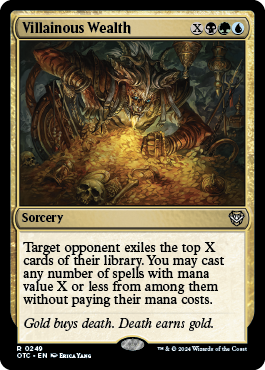 Villainous Wealth X
Sorcery
Target opponent exiles the top X
cards of their library. You may cast
any number of spells with mana
value X or less from among them
without paying their mana costs.
Gold buys death. Death earns gold.
R 0249
OTC • EN Erica Yang
™ & © 2024 Wizards of the Coast